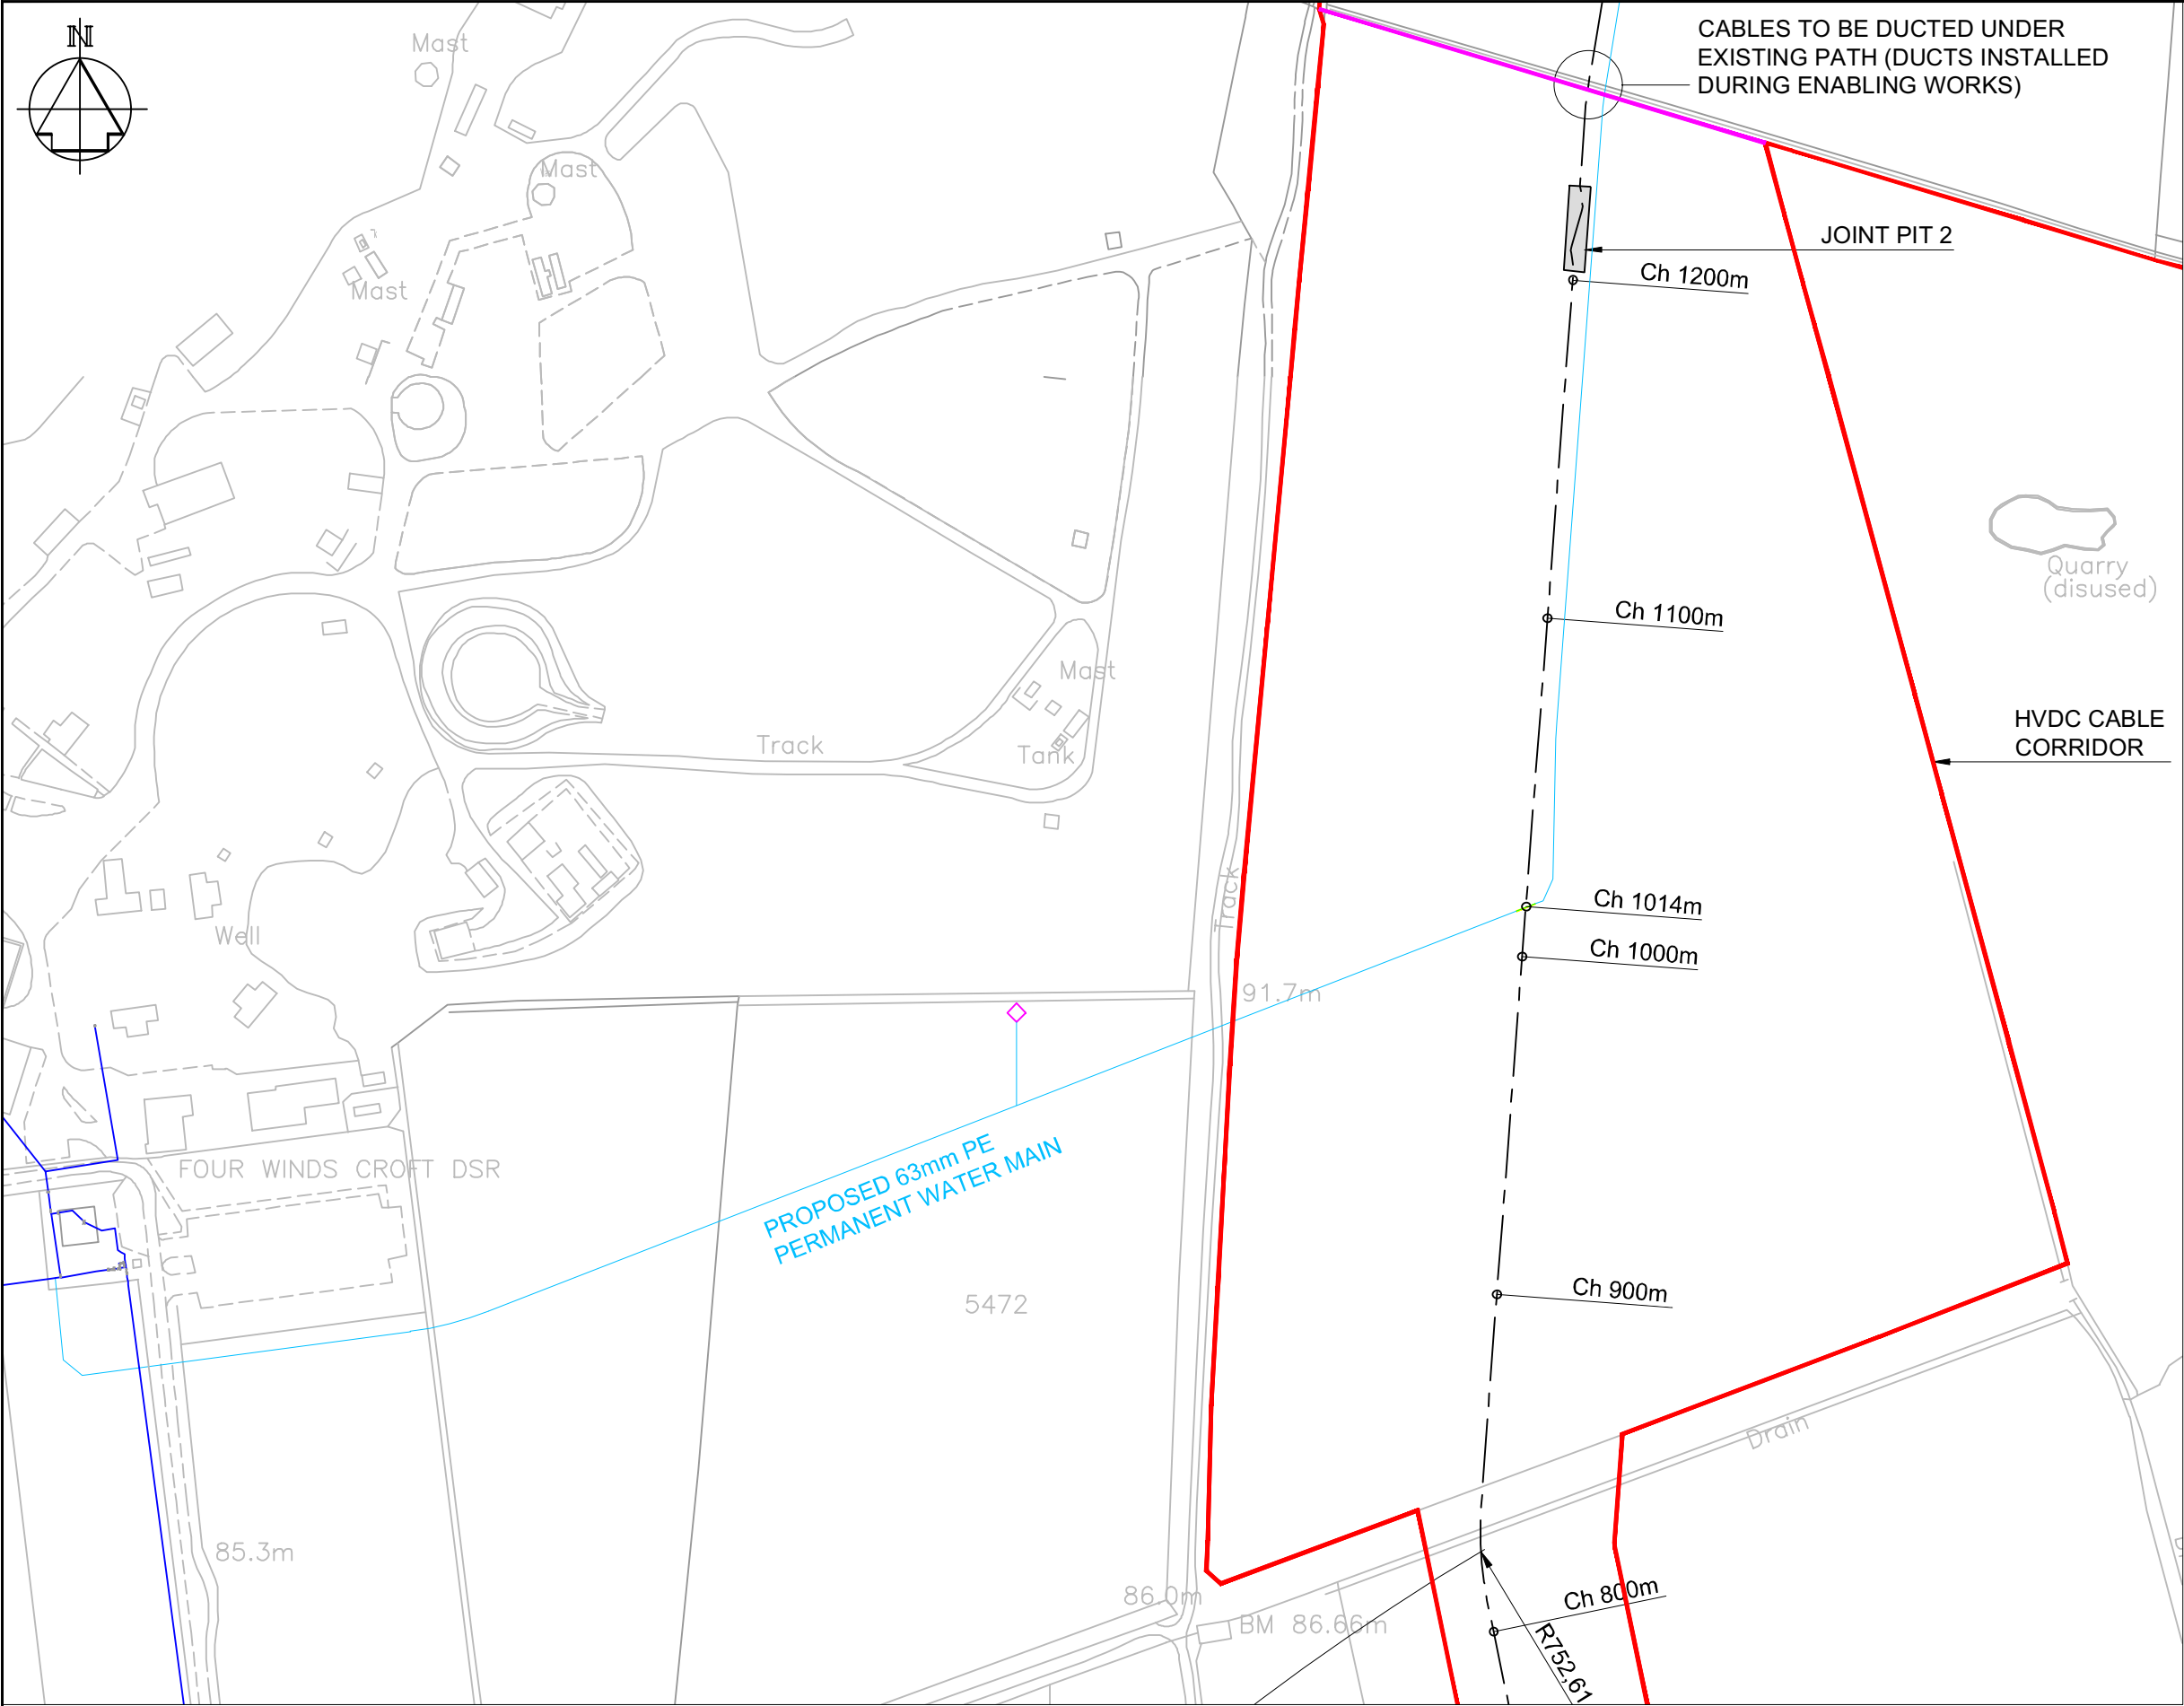 N
Mast
CABLES TO BE DUCTED UNDER
EXISTING PATH (DUCTS INSTALLED
DURING ENABLING WORKS)
Mast
JOINT PIT 2
Mast
Ch 1200m
Quarry
(disused)
Ch 1100m
Mast
Track
Tank
HVDC CABLE
CORRIDOR
Track
Ch 1014m
Well
Ch 1000m
91.7m
FOUR WINDS CROFT DSR
PROPOSED 63mm PE
PERMANENT WATER MAIN
5472
Ch 900m
Drain
85.3m
86.0m
Ch 800m
BM 86.66m
R752,61